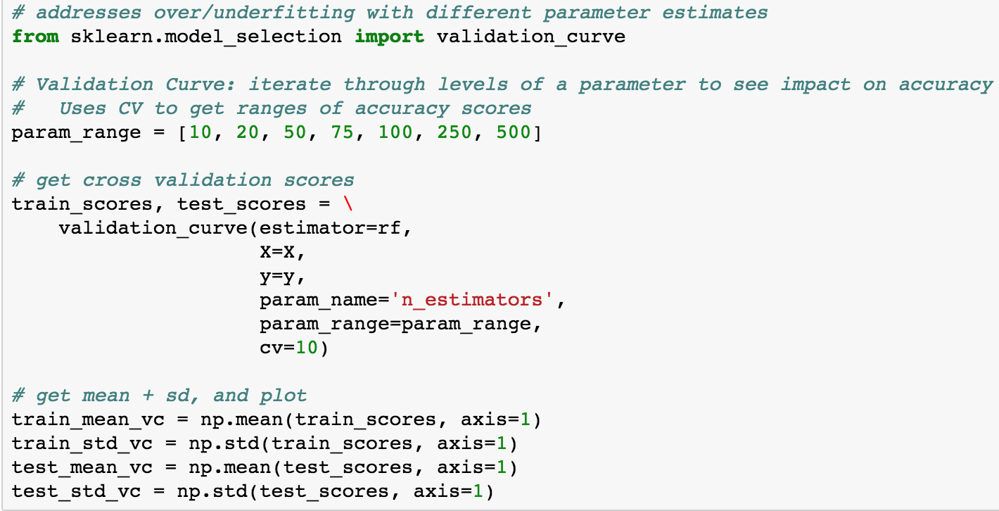 # addresses over/underfitting with different parameter estimates
from sklearn.model_selection import validation_curve

# Validation Curve: iterate through levels of a parameter to see impact on accuracy
#   Uses CV to get ranges of accuracy scores
param_range = [10, 20, 50, 75, 100, 250, 500]

# get cross validation scores
train_scores, test_scores = \
    validation_curve(estimator=rf,
                     X=X,
                     y=y,
                     param_name='n_estimators',
                     param_range=param_range,
                     cv=10)

# get mean + sd, and plot
train_mean_vc = np.mean(train_scores, axis=1)
train_std_vc = np.std(train_scores, axis=1)
test_mean_vc = np.mean(test_scores, axis=1)
test_std_vc = np.std(test_scores, axis=1)